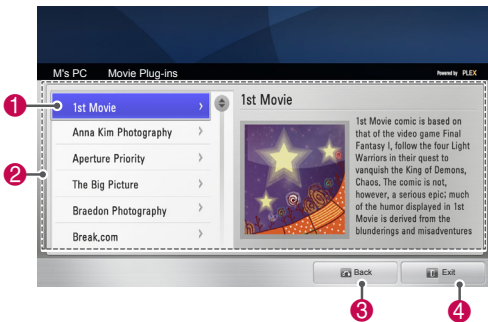 M's PC Movie Plug-ins
Powered by PLEX
1
1st Movie
Anna Kim Photography
Aperture Priority
2
The Big Picture
Braedon Photography
Break.com
1st Movie
1st Movie comic is based on
that of the video game Final
Fantasy I, follow the four Light
Warriors in their quest to
vanquish the King of Demons,
Chaos. The comic is not,
however, a serious epic; much
of the humor displayed in 1st
Movie is derived from the
blunderings and misadventures
Back
Exit
3
4